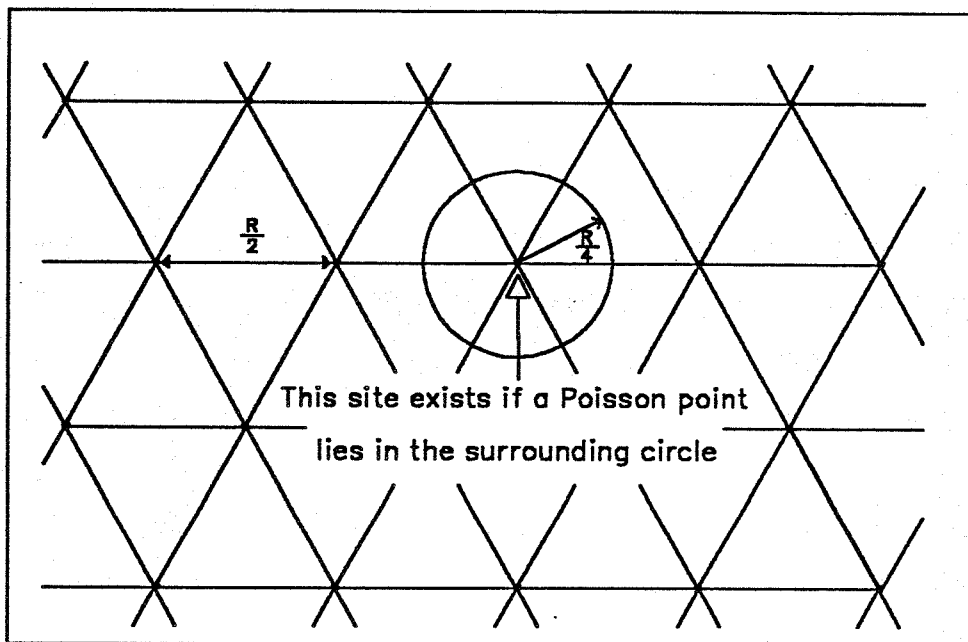 R/2
R/4
This site exists if a Poisson point
lies in the surrounding circle